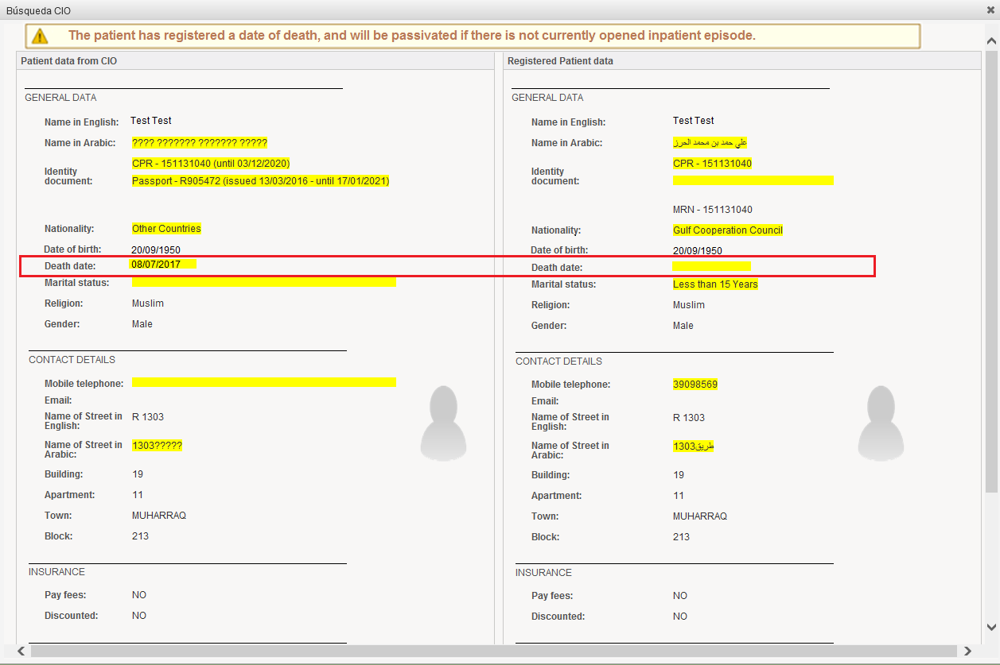 Búsqueda CIO
The patient has registered a date of death, and will be passivated if there is not currently opened inpatient episode.
Patient data from CIO
GENERAL DATA
Name in English: Test Test
Name in Arabic: ???? ??????? ??????? ?????
Identity document: CPR - 151131040 (until 03/12/2020)
Passport - R905472 (issued 13/03/2016 - until 17/01/2021)
Nationality: Other Countries
Date of birth: 20/09/1950
Death date: 08/07/2017
Marital status:
Religion: Muslim
Gender: Male
CONTACT DETAILS
Mobile telephone:
Email:
Name of Street in English: R 1303
Name of Street in Arabic: 1303?????
Building: 19
Apartment: 11
Town: MUHARRAQ
Block: 213
INSURANCE
Pay fees: NO
Discounted: NO
Registered Patient data
GENERAL DATA
Name in English: Test Test
Name in Arabic: علي حمد بن محمد الحرز
Identity document: CPR - 151131040
MRN - 151131040
Nationality: Gulf Cooperation Council
Date of birth: 20/09/1950
Death date:
Marital status: Less than 15 Years
Religion: Muslim
Gender: Male
CONTACT DETAILS
Mobile telephone: 39098569
Email:
Name of Street in English: R 1303
Name of Street in Arabic: طريق1303
Building: 19
Apartment: 11
Town: MUHARRAQ
Block: 213
INSURANCE
Pay fees: NO
Discounted: NO